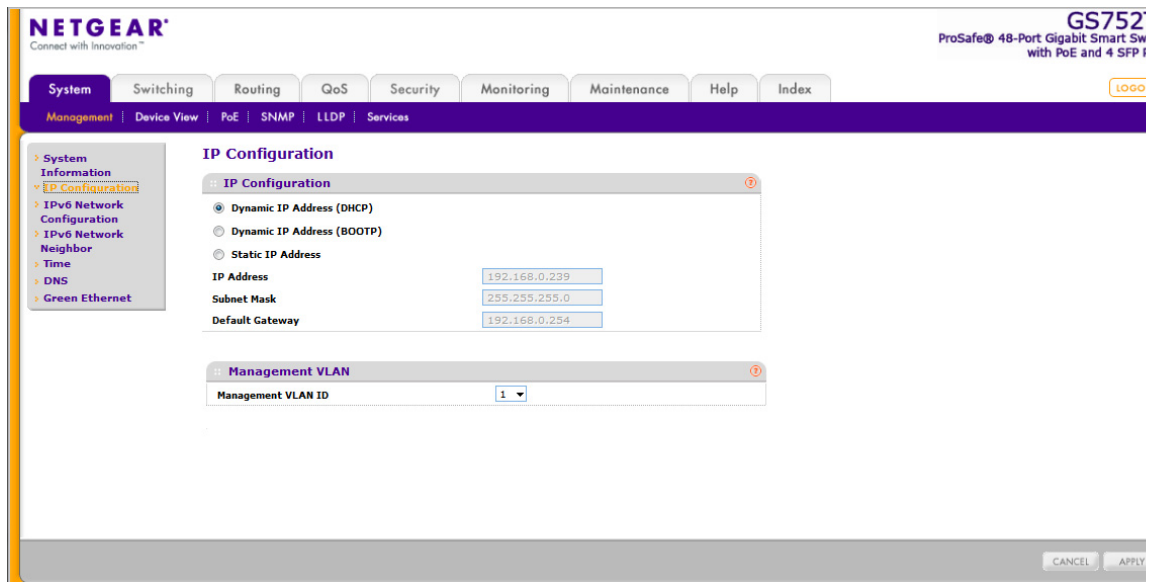 NETGEAR®
Connect with Innovation™
GS752
ProSafe® 48-Port Gigabit Smart Sw
with PoE and 4 SFP
System Switching Routing QoS Security Monitoring Maintenance Help Index
LOGO
Management | Device View | PoE | SNMP | LLDP | Services
System
Information
IP Configuration
IPv6 Network
Configuration
IPv6 Network
Neighbor
Time
DNS
Green Ethernet
IP Configuration
IP Configuration
Dynamic IP Address (DHCP)
Dynamic IP Address (BOOTP)
Static IP Address
IP Address 192.168.0.239
Subnet Mask 255.255.255.0
Default Gateway 192.168.0.254
Management VLAN
Management VLAN ID 1
CANCEL APPLY